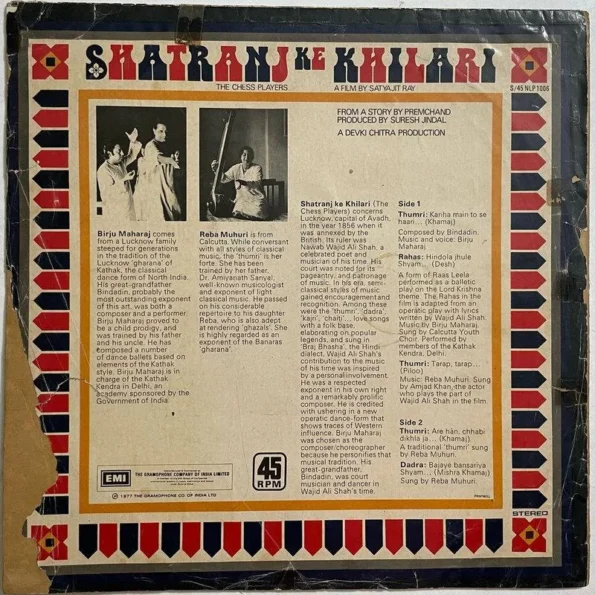 SHATRANJ KE KHILARI
THE CHESS PLAYERS
A FILM BY SATYAJIT RAY
S/45 NLP 1006
FROM A STORY BY PREMCHAND
PRODUCED BY SURESH JINDAL
A DEVKI CHITRA PRODUCTION
Birju Maharaj comes
from a Lucknow family
steeped for generations
in the tradition of the
Lucknow 'gharana' of
Kathak, the classical
dance form of North India.
His great-grandfather
Bindadin, probably the
most outstanding exponent
of this art, was both a
composer and a performer.
Birju Maharaj proved to
be a child prodigy, and
was trained by his father
and his uncle. He has
composed a number
of dance ballets based on
elements of the Kathak
style. Birju Maharaj is in
charge of the Kathak
Kendra in Delhi, an
academy sponsored by the
Government of India
Reba Muhuri is from
Calcutta. While conversant
with all styles of classical
music, the 'thumri' is her
forte. She has been
trained by her father,
Dr. Amiyanath Sanyal,
well-known musicologist
and exponent of light
classical music. He passed
on his considerable
repertoire to his daughter
Reba, who is also adept
at rendering 'ghazals'. She
is highly regarded as an
exponent of the Banaras
'gharana'.
Shatranj ke Khilari (The
Chess Players) concerns
Lucknow, capital of Avadh,
in the year 1856 when it
was annexed by the
British. Its ruler was
Nawab Wajid Ali Shah, a
celebrated poet and
musician of his time. His
court was noted for its
pageantry, and patronage
of music. In his era, semi-
classical styles of music
gained encouragement and
recognition. Among these
were the 'thumri', 'dadra',
'kajri', 'chaiti'... love songs
with a folk base,
elaborating on popular
legends, and sung in
'Braj Bhasha', the Hindi
dialect. Wajid Ali Shah's
contribution to the music
of his time was inspired
by a personal involvement.
He was a respected
exponent in his own right
and a remarkably prolific
composer. He is credited
with ushering in a new
operatic dance-form that
shows traces of Western
influence. Birju Maharaj
was chosen as the
composer/choreographer
because he personifies that
musical tradition. His
great-grandfather,
Bindadin, was court
musician and dancer in
Wajid Ali Shah's time.
Side 1
Thumri: Kanha main to se
haari.... (Khamaj)
Composed by Bindadin.
Music and voice: Birju
Maharaj
Rahas: Hindola jhule
Shyam... (Desh)
A form of Raas Leela
performed as a balletic
play on the Lord Krishna
theme. The Rahas in the
film is adapted from an
operatic play with lyrics
written by Wajid Ali Shah.
Music by Birju Maharaj.
Sung by Calcutta Youth
Choir. Performed by
members of the Kathak
Kendra, Delhi.
Thumri: Tarap, tarap....
(Piloo)
Music: Reba Muhuri. Sung
by Amjad Khan, the actor
who plays the part of
Wajid Ali Shah in the film.
Side 2
Thumri: Are hān, chhabi
dikhla ja... (Khamaj)
A traditional 'thumri' sung
by Reba Muhuri.
Dadra: Bajaye bansariya
Shyam... (Mishra Khamaj)
Sung by Reba Muhuri.
EMI
THE GRAMOPHONE COMPANY OF INDIA LIMITED
45
RPM
© 1977 THE GRAMOPHONE CO OF INDIA LTD
STEREO